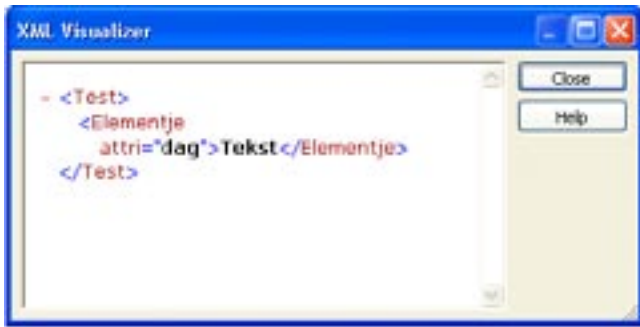 XML Visualizer
- <Test>
<Elementje
attri="dag">Tekst</Elementje>
</Test>
Close
Help